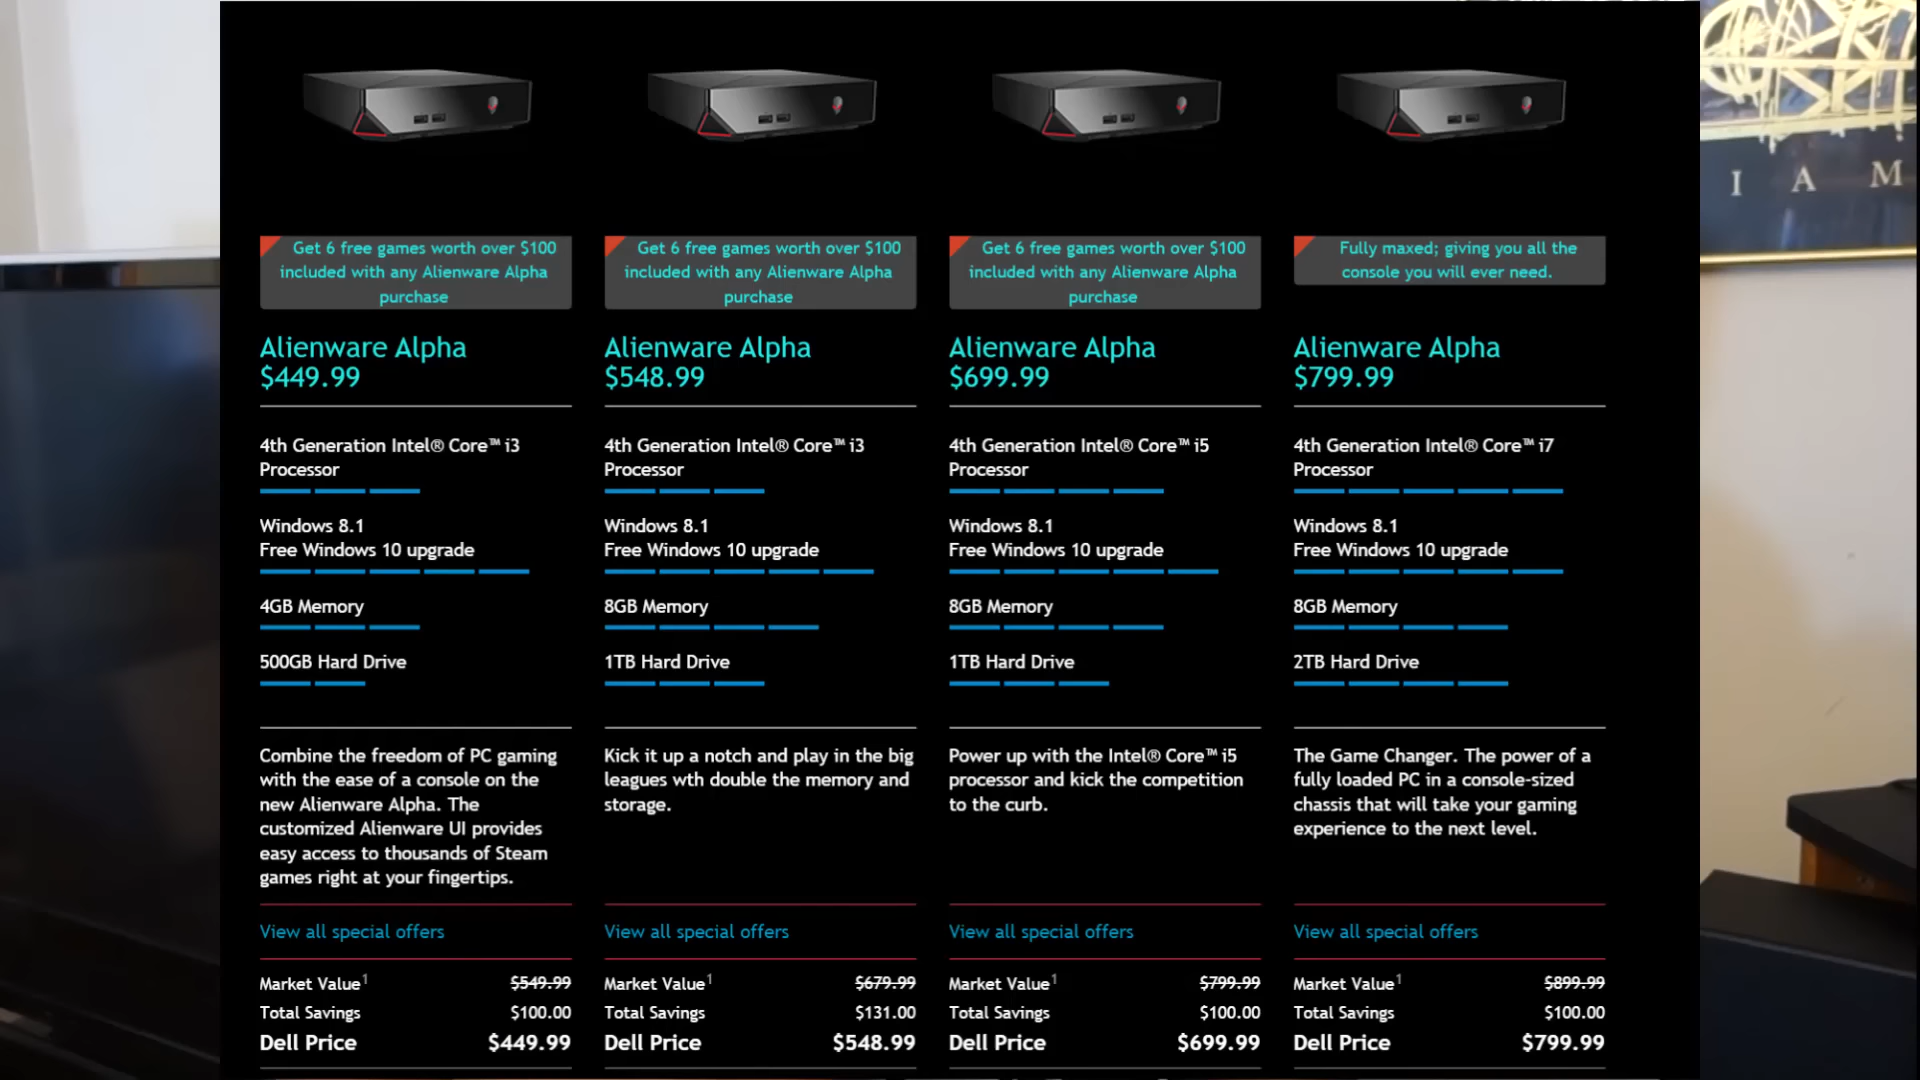 I A M
Get 6 free games worth over $100
included with any Alienware Alpha
purchase
Alienware Alpha
$449.99
4th Generation Intel® Core™ i3
Processor
Windows 8.1
Free Windows 10 upgrade
4GB Memory
500GB Hard Drive
Combine the freedom of PC gaming
with the ease of a console on the
new Alienware Alpha. The
customized Alienware UI provides
easy access to thousands of Steam
games right at your fingertips.
View all special offers
Market Value1 $549.99
Total Savings $100.00
Dell Price $449.99
Get 6 free games worth over $100
included with any Alienware Alpha
purchase
Alienware Alpha
$548.99
4th Generation Intel® Core™ i3
Processor
Windows 8.1
Free Windows 10 upgrade
8GB Memory
1TB Hard Drive
Kick it up a notch and play in the big
leagues wth double the memory and
storage.
View all special offers
Market Value1 $679.99
Total Savings $131.00
Dell Price $548.99
Get 6 free games worth over $100
included with any Alienware Alpha
purchase
Alienware Alpha
$699.99
4th Generation Intel® Core™ i5
Processor
Windows 8.1
Free Windows 10 upgrade
8GB Memory
1TB Hard Drive
Power up with the Intel® Core™ i5
processor and kick the competition
to the curb.
View all special offers
Market Value1 $799.99
Total Savings $100.00
Dell Price $699.99
Fully maxed; giving you all the
console you will ever need.
Alienware Alpha
$799.99
4th Generation Intel® Core™ i7
Processor
Windows 8.1
Free Windows 10 upgrade
8GB Memory
2TB Hard Drive
The Game Changer. The power of a
fully loaded PC in a console-sized
chassis that will take your gaming
experience to the next level.
View all special offers
Market Value1 $899.99
Total Savings $100.00
Dell Price $799.99